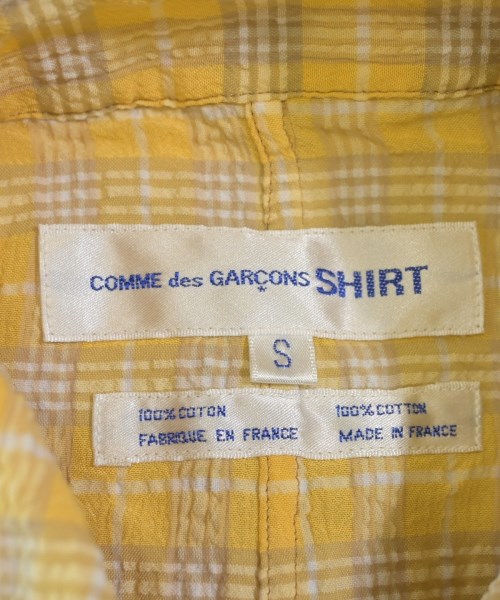 COMME des GARÇONS SHIRT
S
100% COTON 100% COTTON
FABRIQUE EN FRANCE MADE IN FRANCE